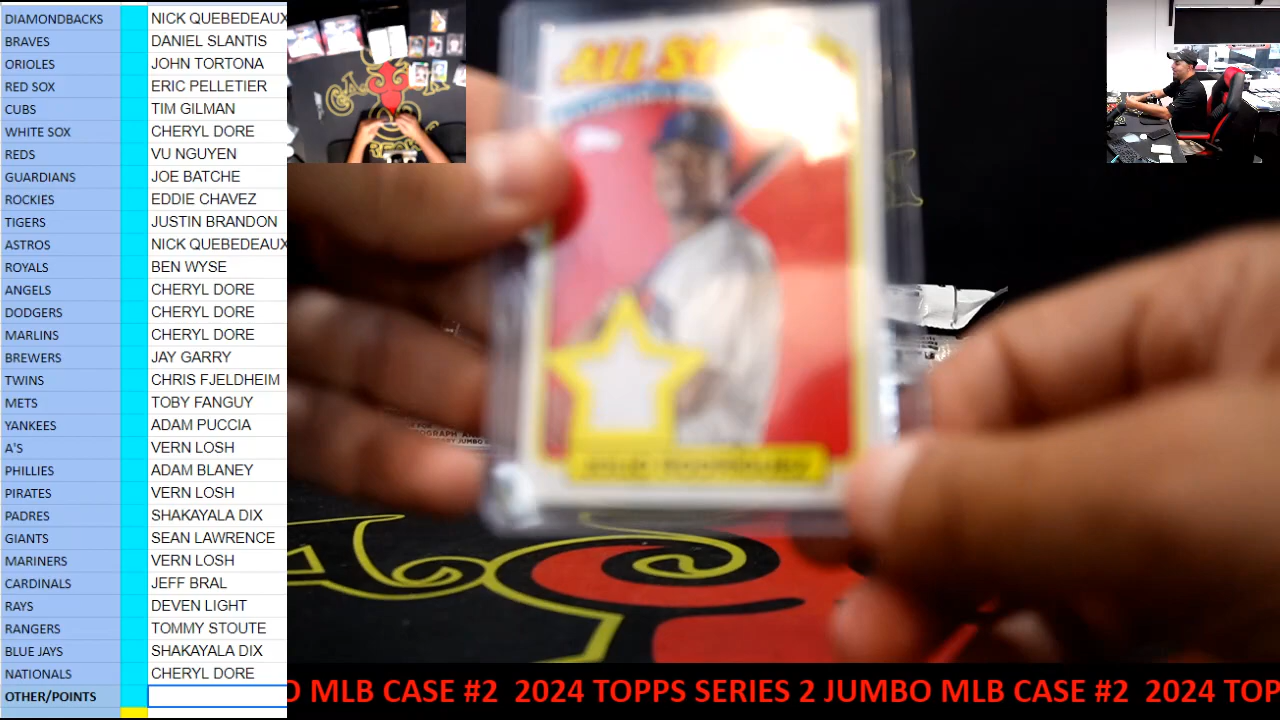 DIAMONDBACKS NICK QUEBEDEAUX
BRAVES DANIEL SLANTIS
ORIOLES JOHN TORTONA
RED SOX ERIC PELLETIER
CUBS TIM GILMAN
WHITE SOX CHERYL DORE
REDS VU NGUYEN
GUARDIANS JOE BATCHE
ROCKIES EDDIE CHAVEZ
TIGERS JUSTIN BRANDON
ASTROS NICK QUEBEDEAUX
ROYALS BEN WYSE
ANGELS CHERYL DORE
DODGERS CHERYL DORE
MARLINS CHERYL DORE
BREWERS JAY GARRY
TWINS CHRIS FJELDHEIM
METS TOBY FANGUY
YANKEES ADAM PUCCIA
A'S VERN LOSH
PHILLIES ADAM BLANEY
PIRATES VERN LOSH
PADRES SHAKAYALA DIX
GIANTS SEAN LAWRENCE
MARINERS VERN LOSH
CARDINALS JEFF BRAL
RAYS DEVEN LIGHT
RANGERS TOMMY STOUTE
BLUE JAYS SHAKAYALA DIX
NATIONALS CHERYL DORE
OTHER/POINTS
O MLB CASE #2 2024 TOPPS SERIES 2 JUMBO MLB CASE #2 2024 TOP